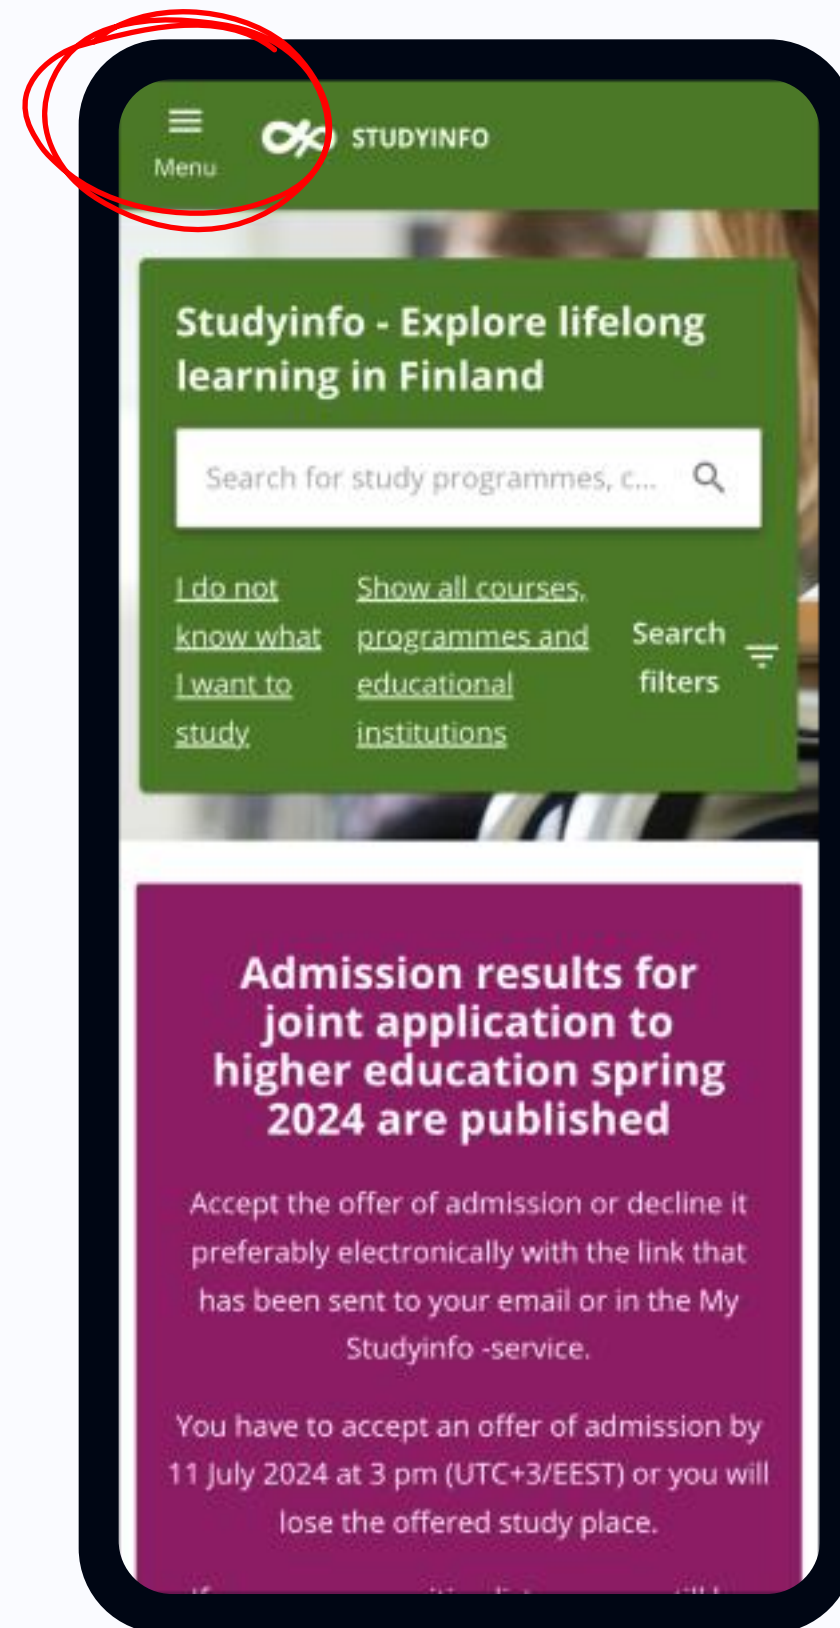 Menu
STUDYINFO
Studyinfo - Explore lifelong
learning in Finland
Search for study programmes, c...
I do not
know what
I want to
study
Show all courses,
programmes and
educational
institutions
Search
filters
Admission results for
joint application to
higher education spring
2024 are published
Accept the offer of admission or decline it
preferably electronically with the link that
has been sent to your email or in the My
Studyinfo -service.
You have to accept an offer of admission by
11 July 2024 at 3 pm (UTC+3/EEST) or you will
lose the offered study place.